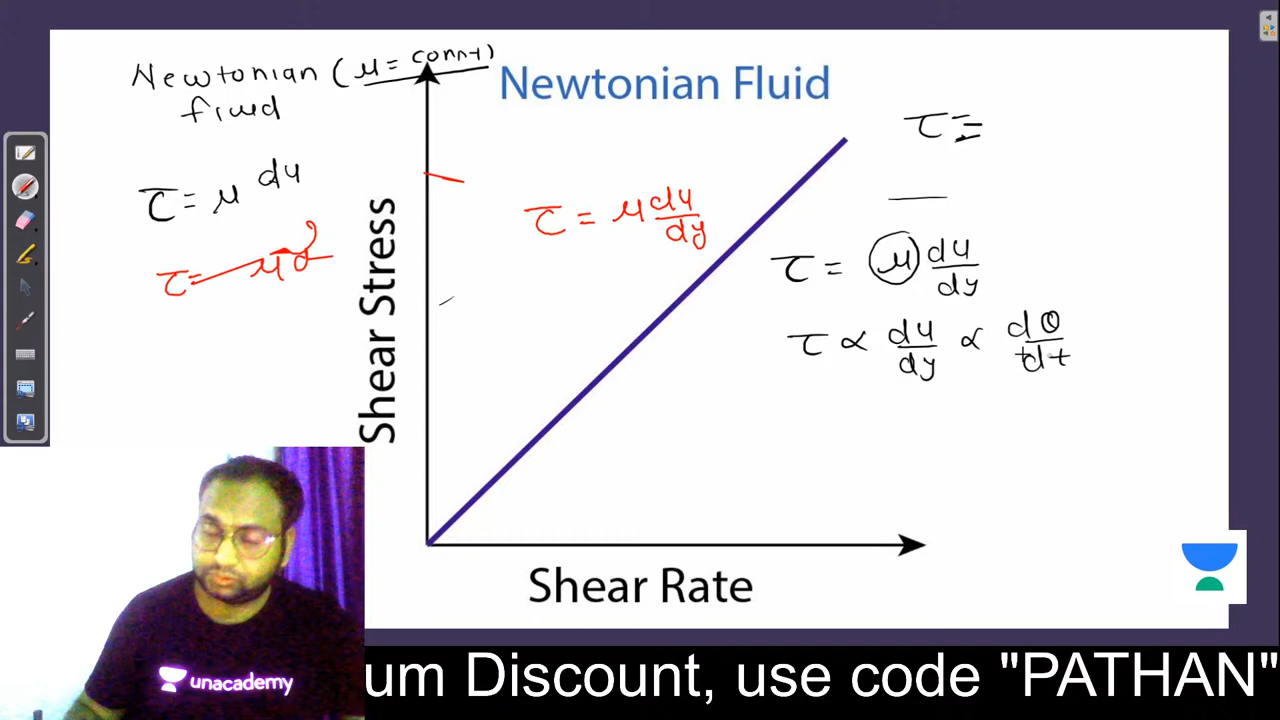 Newtonian (μ = const)
fluid
Newtonian Fluid
τ =
τ = μ du
τ = μ d
τ = μ du/dy
τ = μ du/dy
τ ∝ du/dy ∝ dθ/dt
Shear Stress
Shear Rate
unacademy
um Discount, use code "PATHAN"